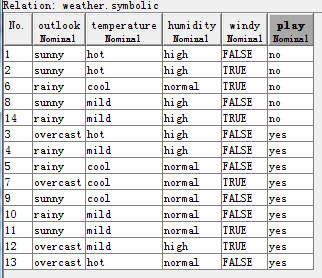 Relation: weather.symbolic
No. outlook temperature humidity windy play
Nominal Nominal Nominal Nominal Nominal
1 sunny hot high FALSE no
2 sunny hot high TRUE no
6 rainy cool normal TRUE no
8 sunny mild high FALSE no
14 rainy mild high TRUE no
3 overcast hot high FALSE yes
4 rainy mild high FALSE yes
5 rainy cool normal FALSE yes
7 overcast cool normal TRUE yes
9 sunny cool normal FALSE yes
10 rainy mild normal FALSE yes
11 sunny mild normal TRUE yes
12 overcast mild high TRUE yes
13 overcast hot normal FALSE yes